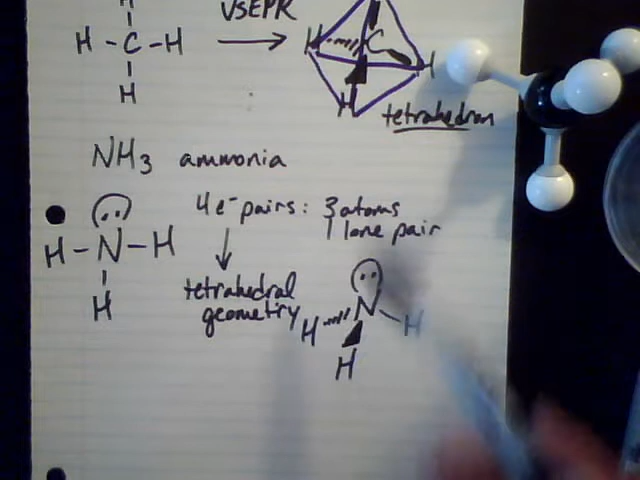 H
VSEPR
H - C - H
H C H
H
H
tetrahedron
NH3 ammonia
4 e- pairs: 3 atoms
1 lone pair
H - N - H
H
tetrahedral
geometry
N
H H
H